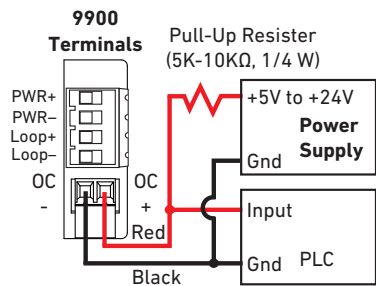 9900
Terminals
Pull-Up Resister
(5K-10KΩ, 1/4 W)
PWR+
PWR–
Loop+
Loop–
OC
-
OC
+
Red
Black
+5V to +24V
Power
Supply
Gnd
Input
Gnd
PLC